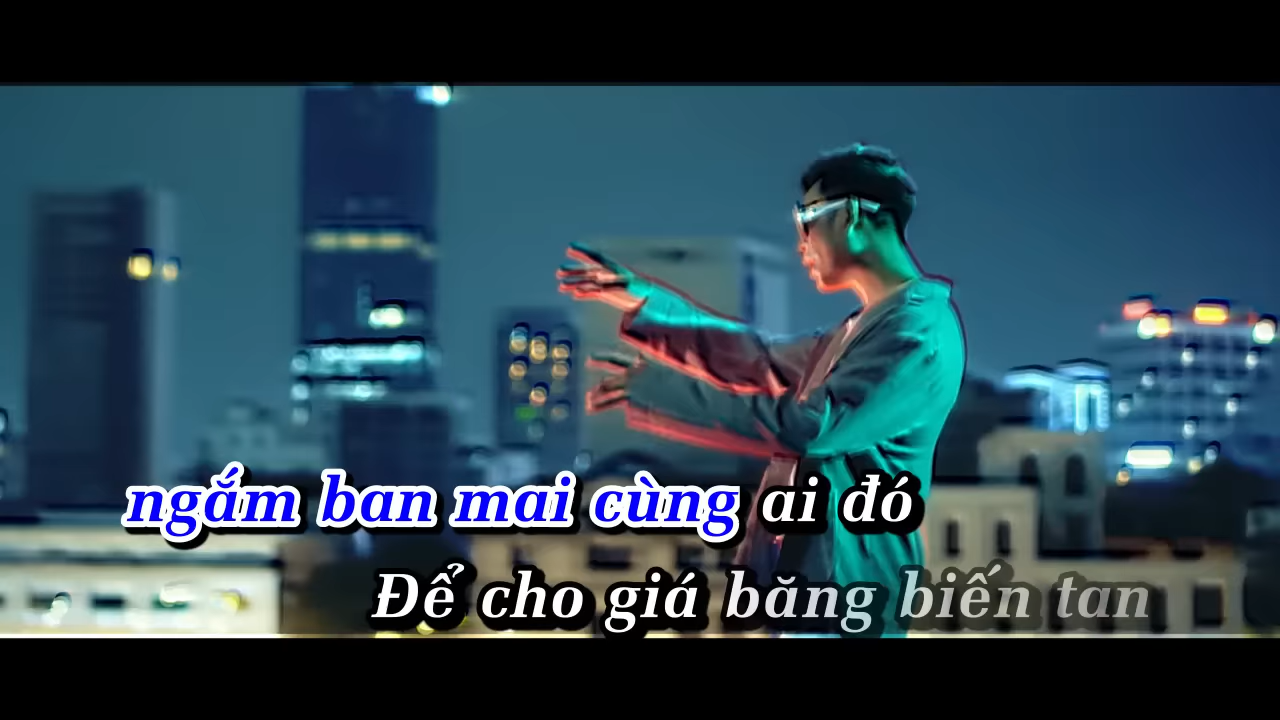 ngắm ban mai cùng ai đó
Để cho giá băng biến tan